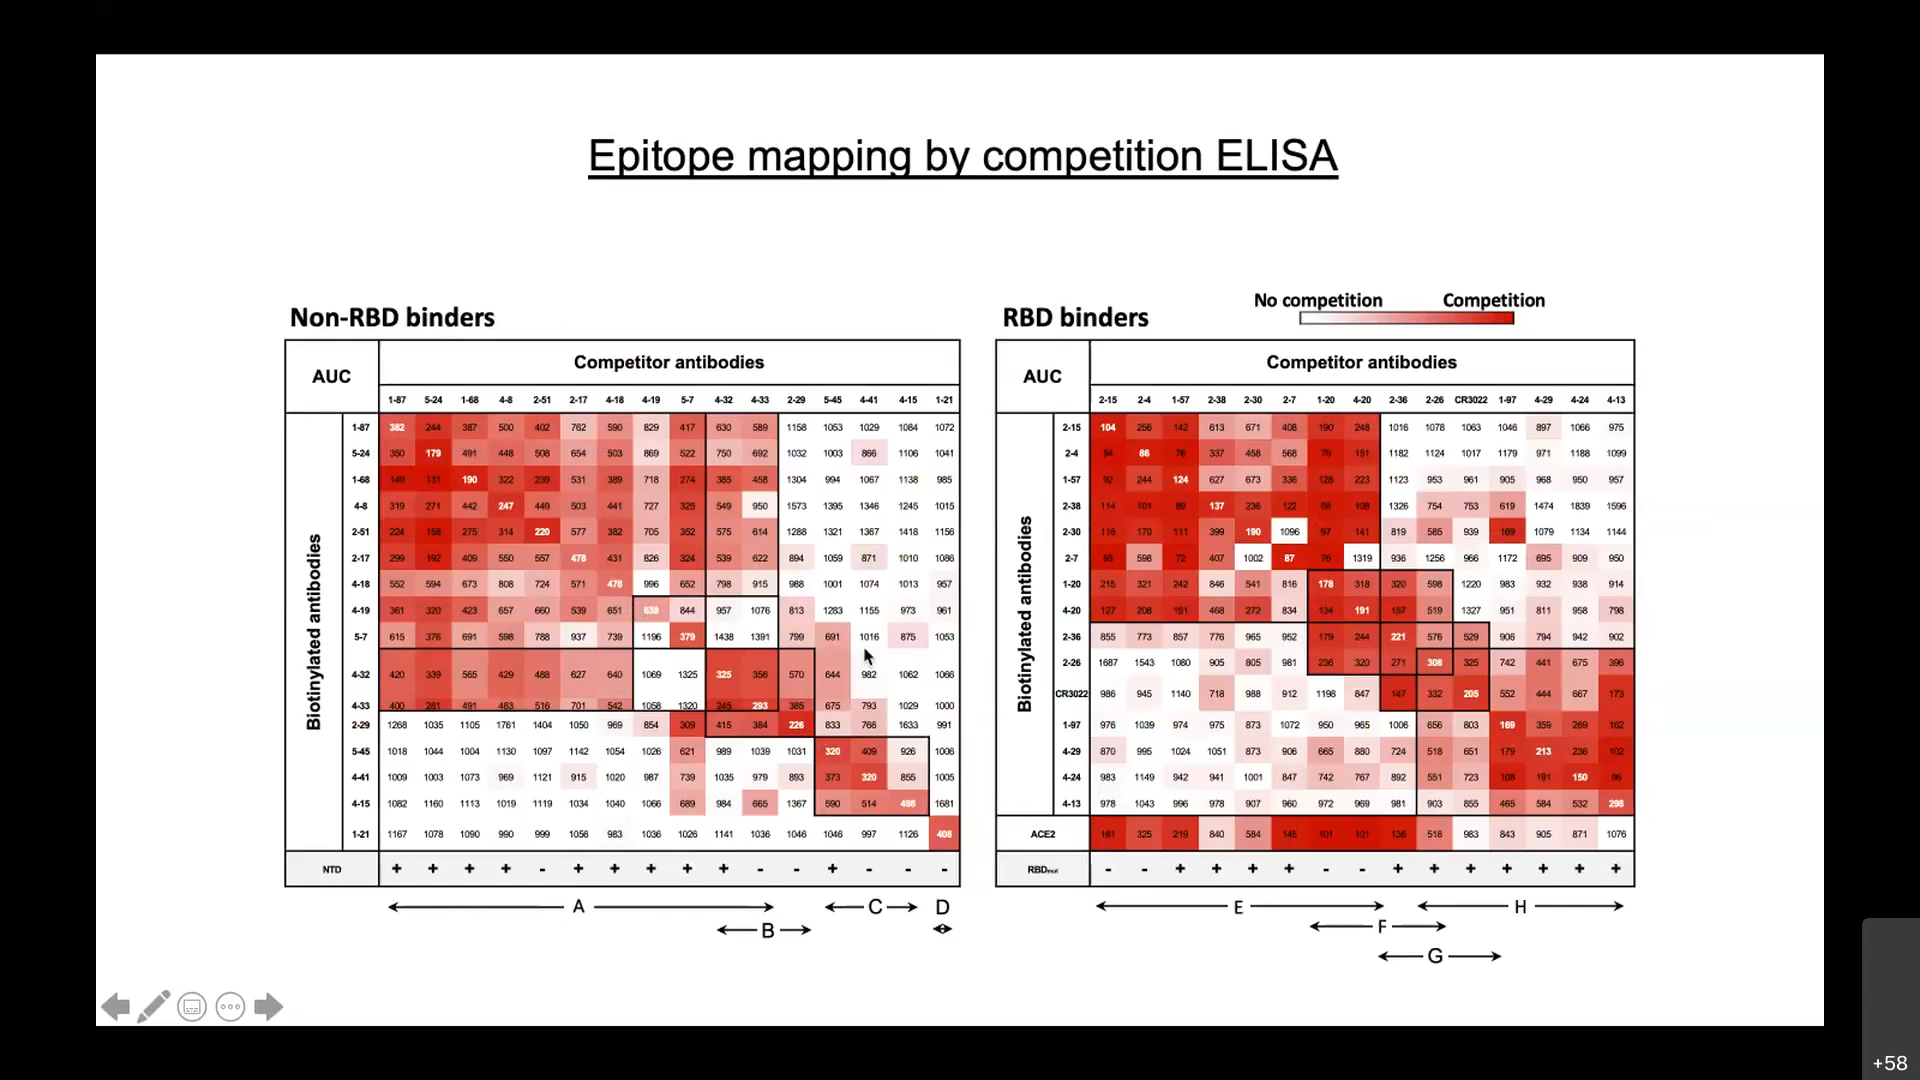 Epitope mapping by competition ELISA
Non-RBD binders
AUC
Competitor antibodies
1-87 5-24 1-68 4-8 2-51 2-17 4-18 4-19 5-7 4-32 4-33 2-29 5-45 4-41 4-15 1-21
Biotinylated antibodies
1-87 382 244 387 500 402 762 590 829 417 630 589 1158 1053 1029 1084 1072
5-24 350 179 491 448 508 654 503 869 522 750 692 1032 1003 866 1106 1041
1-68 149 131 190 322 239 531 389 718 274 385 458 1304 994 1067 1138 985
4-8 319 271 442 247 449 503 441 727 325 549 950 1573 1395 1346 1245 1015
2-51 224 158 275 314 220 577 382 705 352 575 614 1288 1321 1367 1418 1156
2-17 299 192 409 550 557 478 431 826 324 539 622 894 1059 871 1010 1086
4-18 552 594 673 808 724 571 478 996 652 798 915 988 1001 1074 1013 957
4-19 361 320 423 657 660 539 651 638 844 957 1076 813 1283 1155 973 961
5-7 615 376 691 598 788 937 739 1196 379 1438 1391 799 691 1016 875 1053
4-32 420 339 565 429 488 627 640 1069 1325 325 356 570 644 982 1062 1066
4-33 400 281 491 483 516 701 542 1058 1320 245 293 385 675 793 1029 1000
2-29 1268 1035 1105 1761 1404 1050 969 854 309 415 384 226 833 766 1633 991
5-45 1018 1044 1004 1130 1097 1142 1054 1026 621 989 1039 1031 320 409 926 1006
4-41 1009 1003 1073 969 1121 915 1020 987 739 1035 979 893 373 320 855 1005
4-15 1082 1160 1113 1019 1119 1034 1040 1066 689 984 665 1367 590 514 498 1681
1-21 1167 1078 1090 990 999 1056 983 1036 1026 1141 1036 1046 1046 997 1126 408
NTD + + + + - + + + + + - - + - - -
A
B
C
D
No competition Competition
RBD binders
AUC
Competitor antibodies
2-15 2-4 1-57 2-38 2-30 2-7 1-20 4-20 2-36 2-26 CR3022 1-97 4-29 4-24 4-13
Biotinylated antibodies
2-15 104 256 142 613 671 408 190 248 1016 1078 1063 1046 897 1066 975
2-4 54 86 76 337 458 568 79 151 1182 1124 1017 1179 971 1188 1099
1-57 92 244 124 627 673 336 128 223 1123 953 961 905 968 950 957
2-38 114 101 89 137 236 122 68 108 1326 754 753 619 1474 1839 1596
2-30 116 170 111 399 190 1096 97 141 819 585 939 189 1079 1134 1144
2-7 65 598 72 407 1002 87 76 1319 936 1256 966 1172 695 909 950
1-20 215 321 242 846 541 816 178 318 320 598 1220 983 932 938 914
4-20 127 208 151 468 272 834 134 191 157 519 1327 951 811 958 798
2-36 855 773 857 776 965 952 179 244 221 576 529 906 794 942 902
2-26 1687 1543 1080 905 805 981 236 320 271 308 325 742 441 675 396
CR3022 986 945 1140 718 988 912 1198 847 147 332 205 552 444 667 173
1-97 976 1039 974 975 873 1072 950 965 1006 656 803 169 359 269 162
4-29 870 995 1024 1051 873 906 665 880 724 518 651 179 213 236 102
4-24 983 1149 942 941 1001 847 742 767 892 551 723 108 191 150 96
4-13 978 1043 996 978 907 960 972 969 981 903 855 465 584 532 298
ACE2 161 325 219 840 584 145 101 101 136 518 983 843 905 871 1076
RBDmut - - + + + + - - + + + + + + +
E
F
G
H
+58